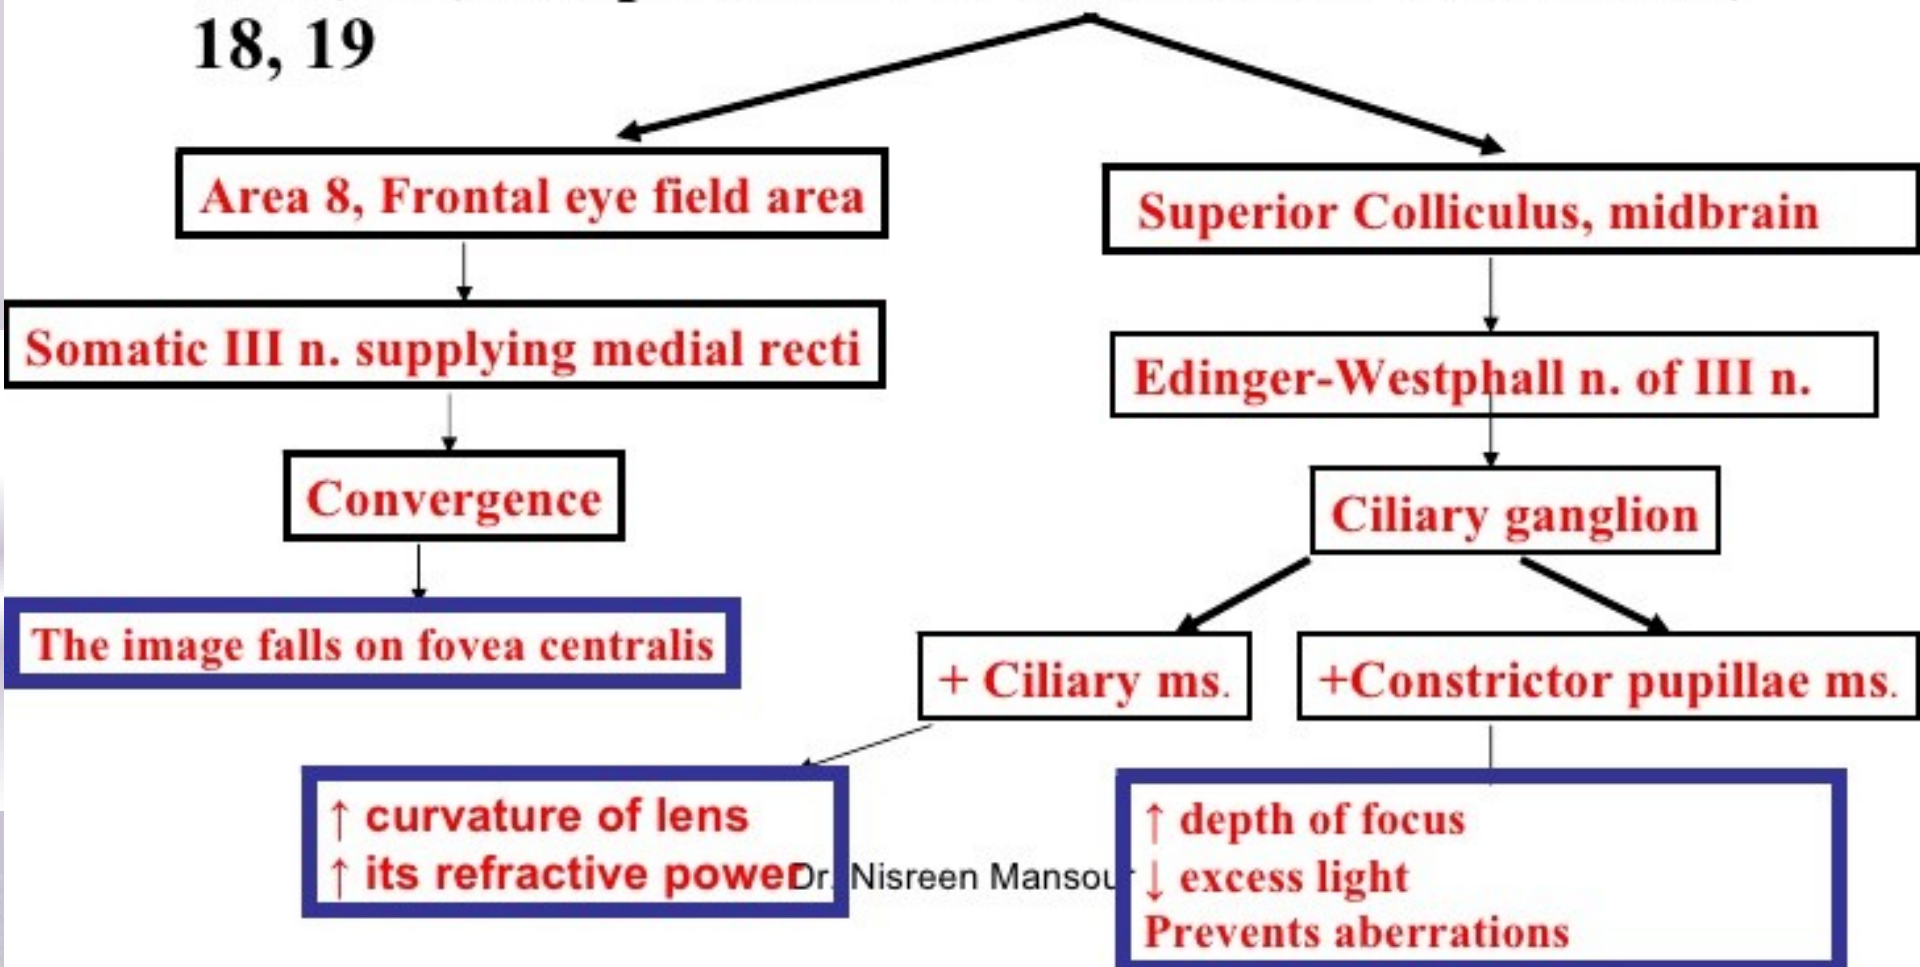 18, 19
Area 8, Frontal eye field area
Superior Colliculus, midbrain
Somatic III n. supplying medial recti
Edinger-Westphall n. of III n.
Convergence
Ciliary ganglion
The image falls on fovea centralis
+ Ciliary ms.
+Constrictor pupillae ms.
↑ curvature of lens
↑ its refractive power
Dr. Nisreen Mansour
↑ depth of focus
↓ excess light
Prevents aberrations